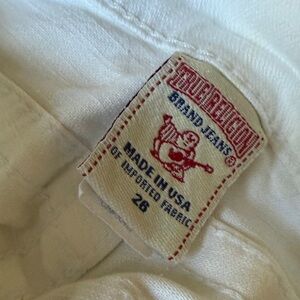 TRUE RELIGION
BRAND JEANS
®
MADE IN USA
OF IMPORTED FABRIC
26